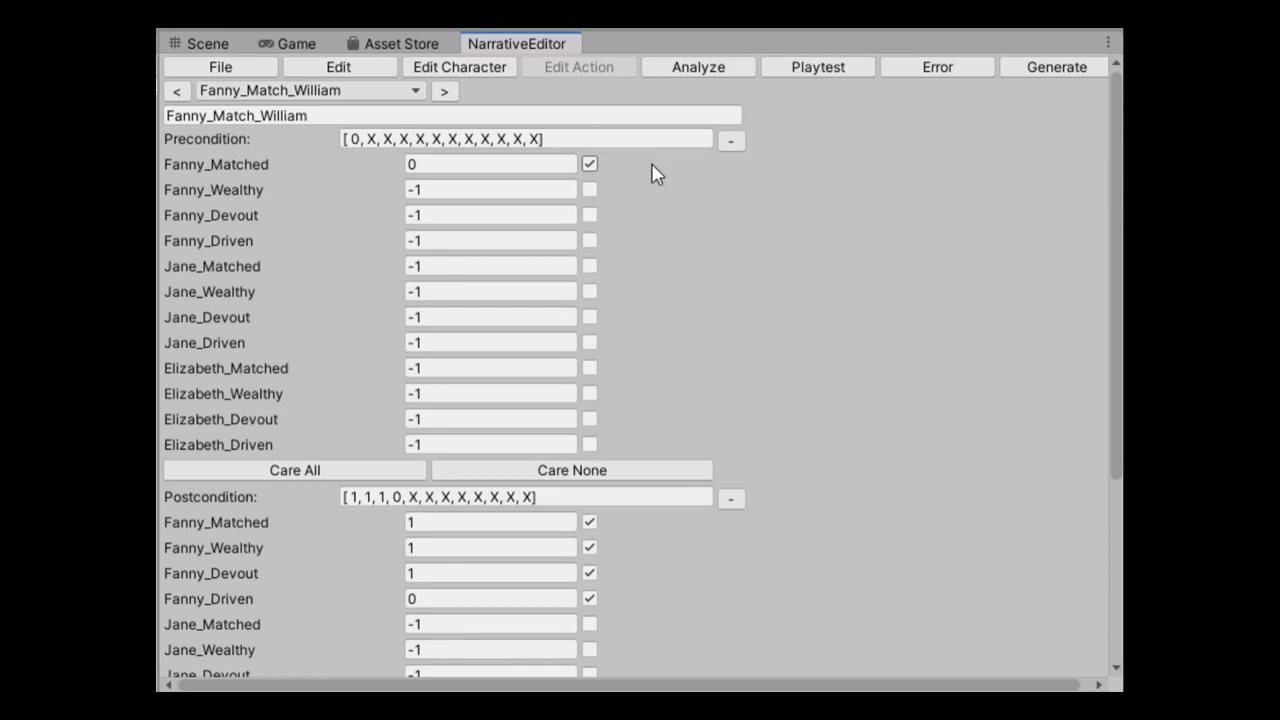 Scene Game Asset Store NarrativeEditor
File Edit Edit Character Edit Action Analyze Playtest Error Generate
< Fanny_Match_William >
Fanny_Match_William
Precondition: [ 0, X, X, X, X, X, X, X, X, X, X, X] -
Fanny_Matched 0
Fanny_Wealthy -1
Fanny_Devout -1
Fanny_Driven -1
Jane_Matched -1
Jane_Wealthy -1
Jane_Devout -1
Jane_Driven -1
Elizabeth_Matched -1
Elizabeth_Wealthy -1
Elizabeth_Devout -1
Elizabeth_Driven -1
Care All Care None
Postcondition: [ 1, 1, 1, 0, X, X, X, X, X, X, X, X] -
Fanny_Matched 1
Fanny_Wealthy 1
Fanny_Devout 1
Fanny_Driven 0
Jane_Matched -1
Jane_Wealthy -1
Jane_Devout -1